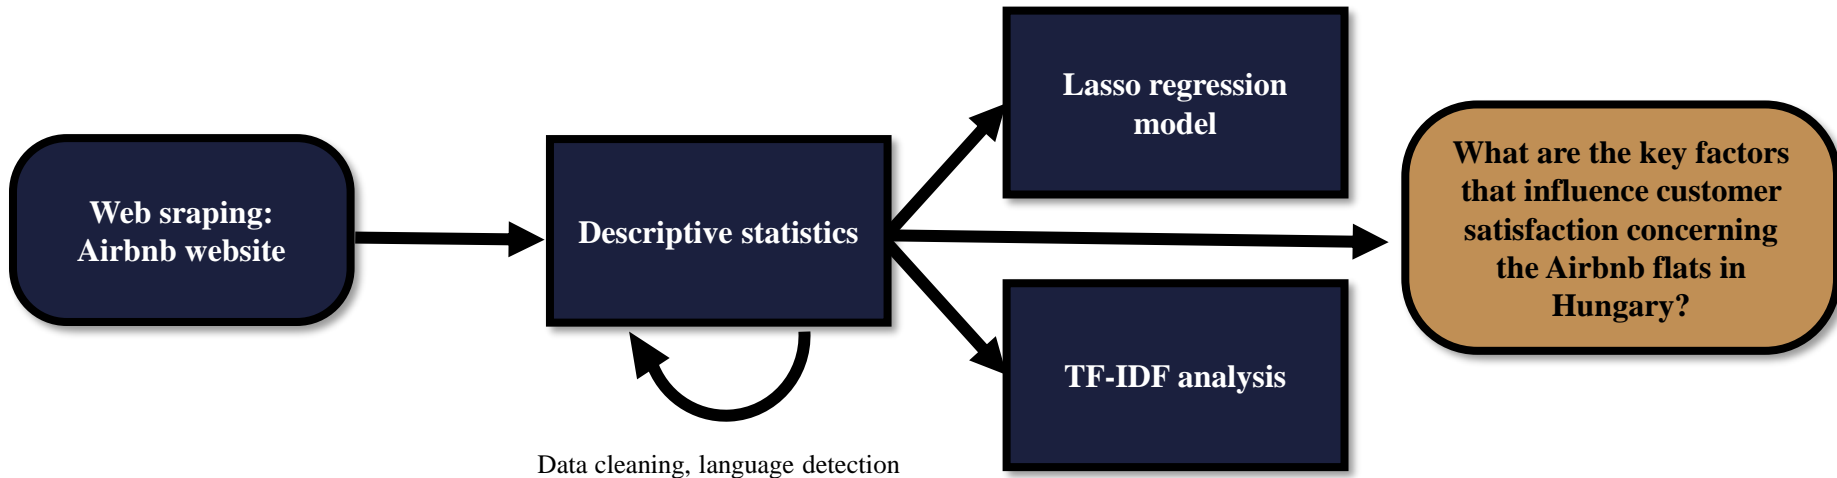 Web sraping:
Airbnb website
Descriptive statistics
Data cleaning, language detection
Lasso regression
model
TF-IDF analysis
What are the key factors
that influence customer
satisfaction concerning
the Airbnb flats in
Hungary?